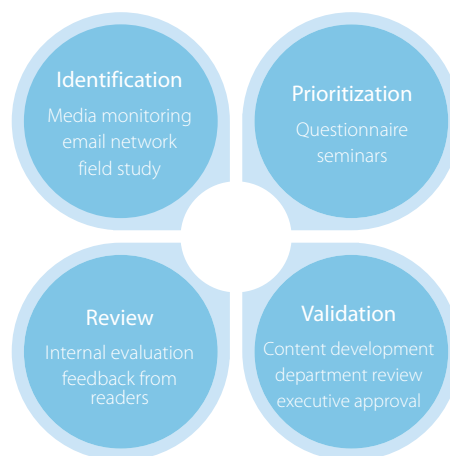 Identification
Media monitoring
email network
field study
Prioritization
Questionnaire
seminars
Review
Internal evaluation
feedback from
readers
Validation
Content development
department review
executive approval